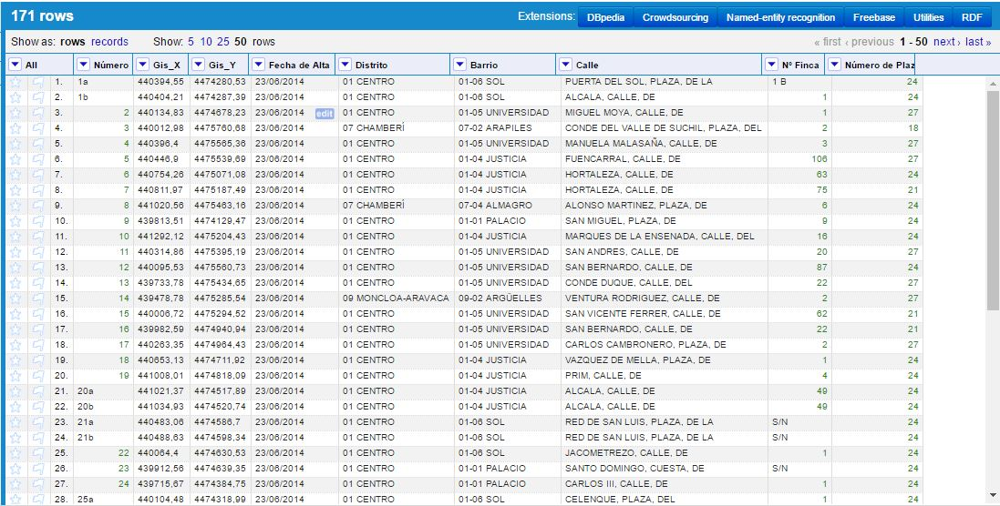 171 rows
Extensions: DBpedia Crowdsourcing Named-entity recognition Freebase Utilities RDF
Show as: rows records Show: 5 10 25 50 rows « first ‹ previous 1 - 50 next › last »
All Número Gis_X Gis_Y Fecha de Alta Distrito Barrio Calle Nº Finca Número de Plaz
1. 1a 440394,55 4474280,53 23/06/2014 01 CENTRO 01-06 SOL PUERTA DEL SOL, PLAZA, DE LA 1 B 24
2. 1b 440404,21 4474287,39 23/06/2014 01 CENTRO 01-06 SOL ALCALA, CALLE, DE 1 24
3. 2 440134,83 4474678,23 23/06/2014 edit 01 CENTRO 01-05 UNIVERSIDAD MIGUEL MOYA, CALLE, DE 1 27
4. 3 440012,98 4475760,68 23/06/2014 07 CHAMBERÍ 07-02 ARAPILES CONDE DEL VALLE DE SUCHIL, PLAZA, DEL 2 18
5. 4 440396,4 4475565,36 23/06/2014 01 CENTRO 01-05 UNIVERSIDAD MANUELA MALASAÑA, CALLE, DE 3 27
6. 5 440446,9 4475539,69 23/06/2014 01 CENTRO 01-04 JUSTICIA FUENCARRAL, CALLE, DE 106 27
7. 6 440754,26 4475071,08 23/06/2014 01 CENTRO 01-04 JUSTICIA HORTALEZA, CALLE, DE 63 24
8. 7 440811,97 4475187,49 23/06/2014 01 CENTRO 01-04 JUSTICIA HORTALEZA, CALLE, DE 75 21
9. 8 441020,56 4475463,16 23/06/2014 07 CHAMBERÍ 07-04 ALMAGRO ALONSO MARTINEZ, PLAZA, DE 6 24
10. 9 439813,51 4474129,47 23/06/2014 01 CENTRO 01-01 PALACIO SAN MIGUEL, PLAZA, DE 9 24
11. 10 441292,12 4475204,43 23/06/2014 01 CENTRO 01-04 JUSTICIA MARQUES DE LA ENSENADA, CALLE, DEL 16 24
12. 11 440314,86 4475395,19 23/06/2014 01 CENTRO 01-05 UNIVERSIDAD SAN ANDRES, CALLE, DE 20 27
13. 12 440095,53 4475560,73 23/06/2014 01 CENTRO 01-05 UNIVERSIDAD SAN BERNARDO, CALLE, DE 87 24
14. 13 439733,78 4475434,65 23/06/2014 01 CENTRO 01-05 UNIVERSIDAD CONDE DUQUE, CALLE, DEL 22 27
15. 14 439478,78 4475285,54 23/06/2014 09 MONCLOA-ARAVACA 09-02 ARGÜELLES VENTURA RODRIGUEZ, CALLE, DE 2 27
16. 15 440006,72 4475294,52 23/06/2014 01 CENTRO 01-05 UNIVERSIDAD SAN VICENTE FERRER, CALLE, DE 62 21
17. 16 439982,59 4474940,94 23/06/2014 01 CENTRO 01-05 UNIVERSIDAD SAN BERNARDO, CALLE, DE 22 21
18. 17 440263,35 4474964,43 23/06/2014 01 CENTRO 01-05 UNIVERSIDAD CARLOS CAMBRONERO, PLAZA, DE 2 27
19. 18 440653,13 4474711,92 23/06/2014 01 CENTRO 01-04 JUSTICIA VAZQUEZ DE MELLA, PLAZA, DE 1 21
20. 19 441008,01 4474818,09 23/06/2014 01 CENTRO 01-04 JUSTICIA PRIM, CALLE, DE 4 24
21. 20a 441021,37 4474517,89 23/06/2014 01 CENTRO 01-04 JUSTICIA ALCALA, CALLE, DE 49 24
22. 20b 441034,93 4474520,74 23/06/2014 01 CENTRO 01-04 JUSTICIA ALCALA, CALLE, DE 49 24
23. 21a 440483,06 4474586,7 23/06/2014 01 CENTRO 01-06 SOL RED DE SAN LUIS, PLAZA, DE LA S/N 24
24. 21b 440488,63 4474598,34 23/06/2014 01 CENTRO 01-06 SOL RED DE SAN LUIS, PLAZA, DE LA S/N 24
25. 22 440064,4 4474630,53 23/06/2014 01 CENTRO 01-06 SOL JACOMETREZO, CALLE, DE 1 24
26. 23 439912,56 4474639,35 23/06/2014 01 CENTRO 01-01 PALACIO SANTO DOMINGO, CUESTA, DE S/N 24
27. 24 439715,67 4474384,75 23/06/2014 01 CENTRO 01-01 PALACIO CARLOS III, CALLE, DE 1 24
28. 25a 440104,48 4474318,99 23/06/2014 01 CENTRO 01-06 SOL CELENQUE, PLAZA, DEL 1 24